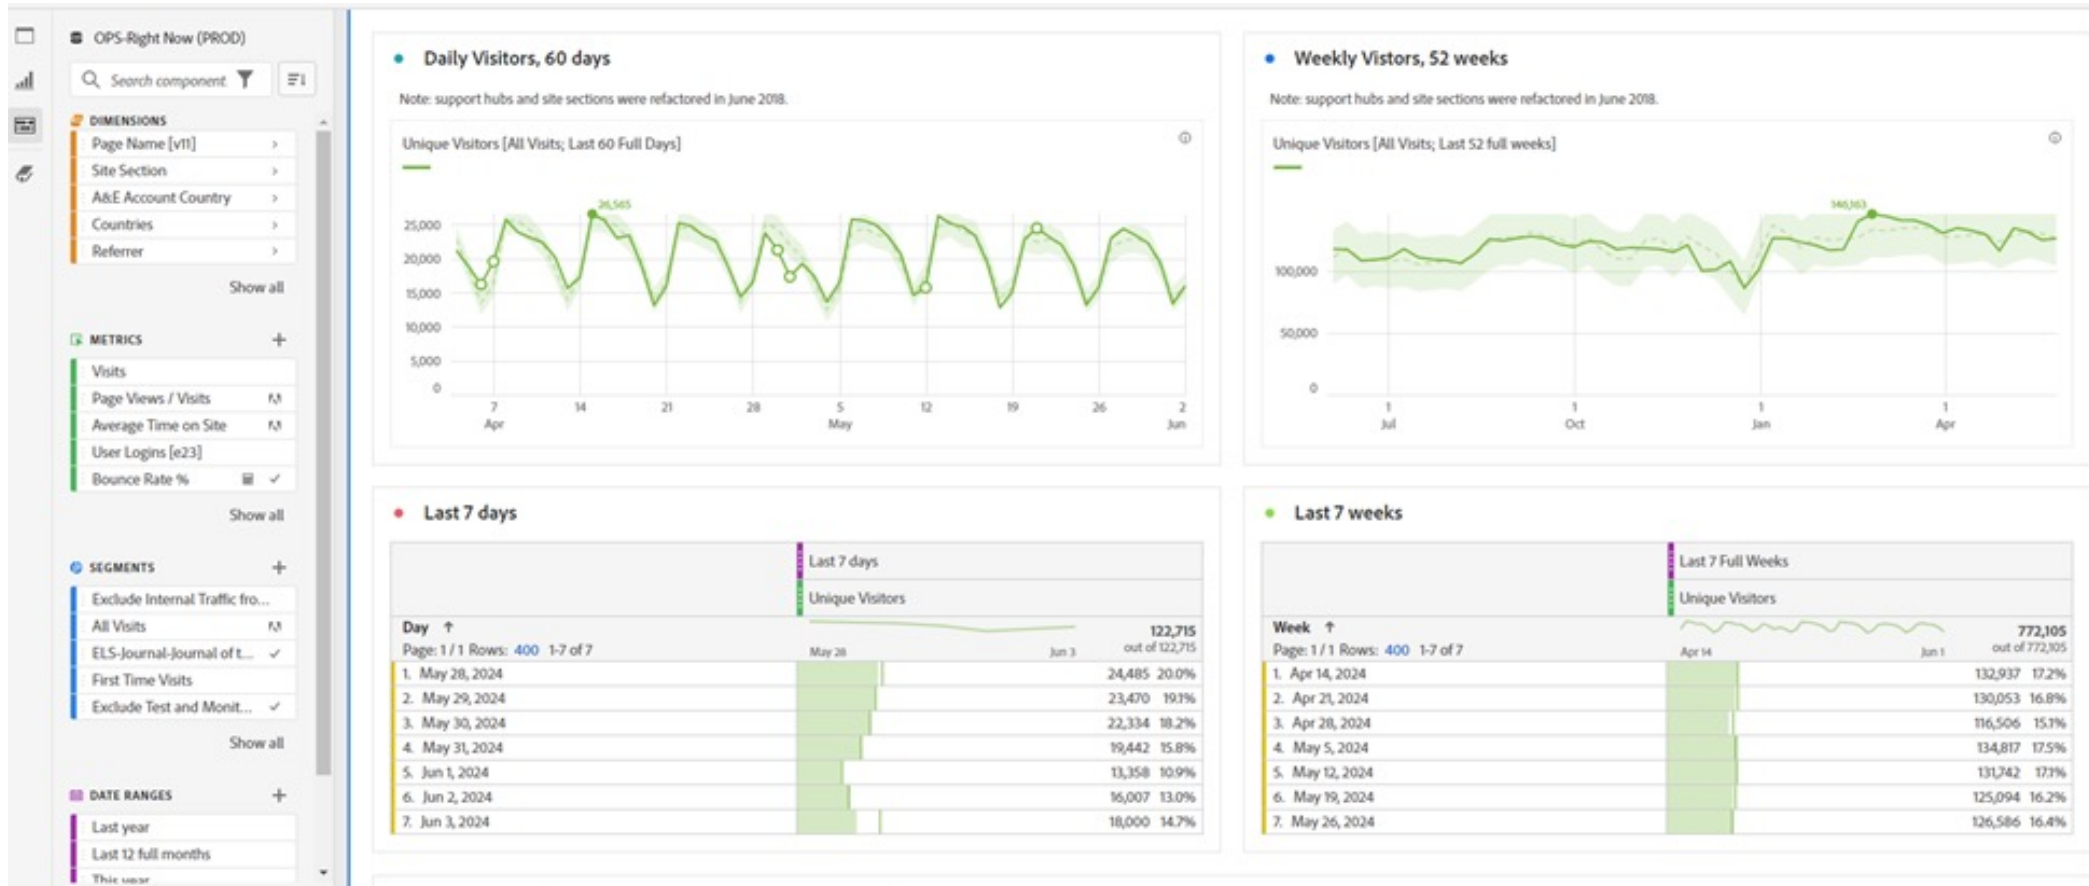 OPS-Right Now (PROD)
Search component
DIMENSIONS
Page Name [v11]
Site Section
A&E Account Country
Countries
Referrer
Show all
METRICS
Visits
Page Views / Visits
Average Time on Site
User Logins [e23]
Bounce Rate %
Show all
SEGMENTS
Exclude Internal Traffic fro...
All Visits
ELS-Journal-Journal of t...
First Time Visits
Exclude Test and Monit...
Show all
DATE RANGES
Last year
Last 12 full months
This year
Daily Visitors, 60 days
Note: support hubs and site sections were refactored in June 2018.
Unique Visitors [All Visits; Last 60 Full Days]
26,565
25,000
20,000
15,000
10,000
5,000
0
7 14 21 28 5 12 19 26 2
Apr May Jun
Weekly Vistors, 52 weeks
Note: support hubs and site sections were refactored in June 2018.
Unique Visitors [All Visits; Last 52 full weeks]
146,163
100,000
50,000
0
1 1 1 1
Jul Oct Jan Apr
Last 7 days
Last 7 days
Unique Visitors
Day ↑ 122,715
Page: 1 / 1 Rows: 400 1-7 of 7 May 28 Jun 3 out of 122,715
1. May 28, 2024 24,485 20.0%
2. May 29, 2024 23,470 19.1%
3. May 30, 2024 22,334 18.2%
4. May 31, 2024 19,442 15.8%
5. Jun 1, 2024 13,358 10.9%
6. Jun 2, 2024 16,007 13.0%
7. Jun 3, 2024 18,000 14.7%
Last 7 weeks
Last 7 Full Weeks
Unique Visitors
Week ↑ 772,105
Page: 1 / 1 Rows: 400 1-7 of 7 Apr 14 Jun 1 out of 772,105
1. Apr 14, 2024 132,937 17.2%
2. Apr 21, 2024 130,053 16.8%
3. Apr 28, 2024 116,506 15.1%
4. May 5, 2024 134,817 17.5%
5. May 12, 2024 131,742 17.1%
6. May 19, 2024 125,094 16.2%
7. May 26, 2024 126,586 16.4%